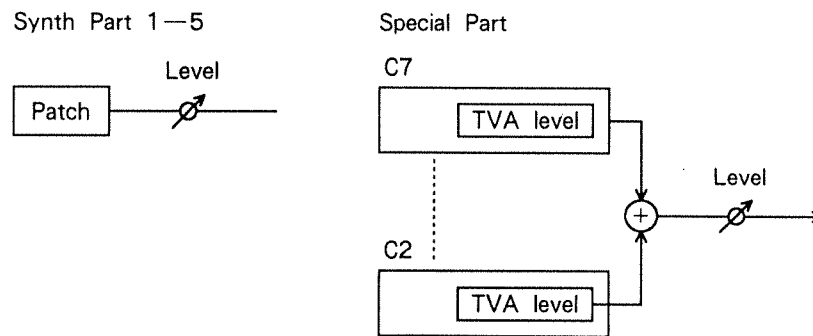 Synth Part 1—5
Level
Patch
Special Part
C7
TVA level
Level
+
C2
TVA level